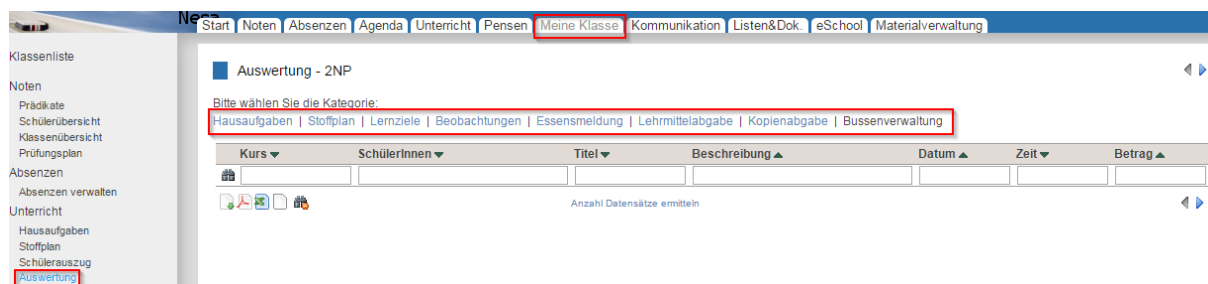 Nesa
Start Noten Absenzen Agenda Unterricht Pensen Meine Klasse Kommunikation Listen&Dok. eSchool Materialverwaltung
Klassenliste
Noten
Prädikate
Schülerübersicht
Klassenübersicht
Prüfungsplan
Absenzen
Absenzen verwalten
Unterricht
Hausaufgaben
Stoffplan
Schülerauszug
Auswertung
Auswertung - 2NP
Bitte wählen Sie die Kategorie:
Hausaufgaben | Stoffplan | Lernziele | Beobachtungen | Essensmeldung | Lehrmittelabgabe | Kopienabgabe | Bussenverwaltung
Kurs SchülerInnen Titel Beschreibung Datum Zeit Betrag
Anzahl Datensätze ermitteln